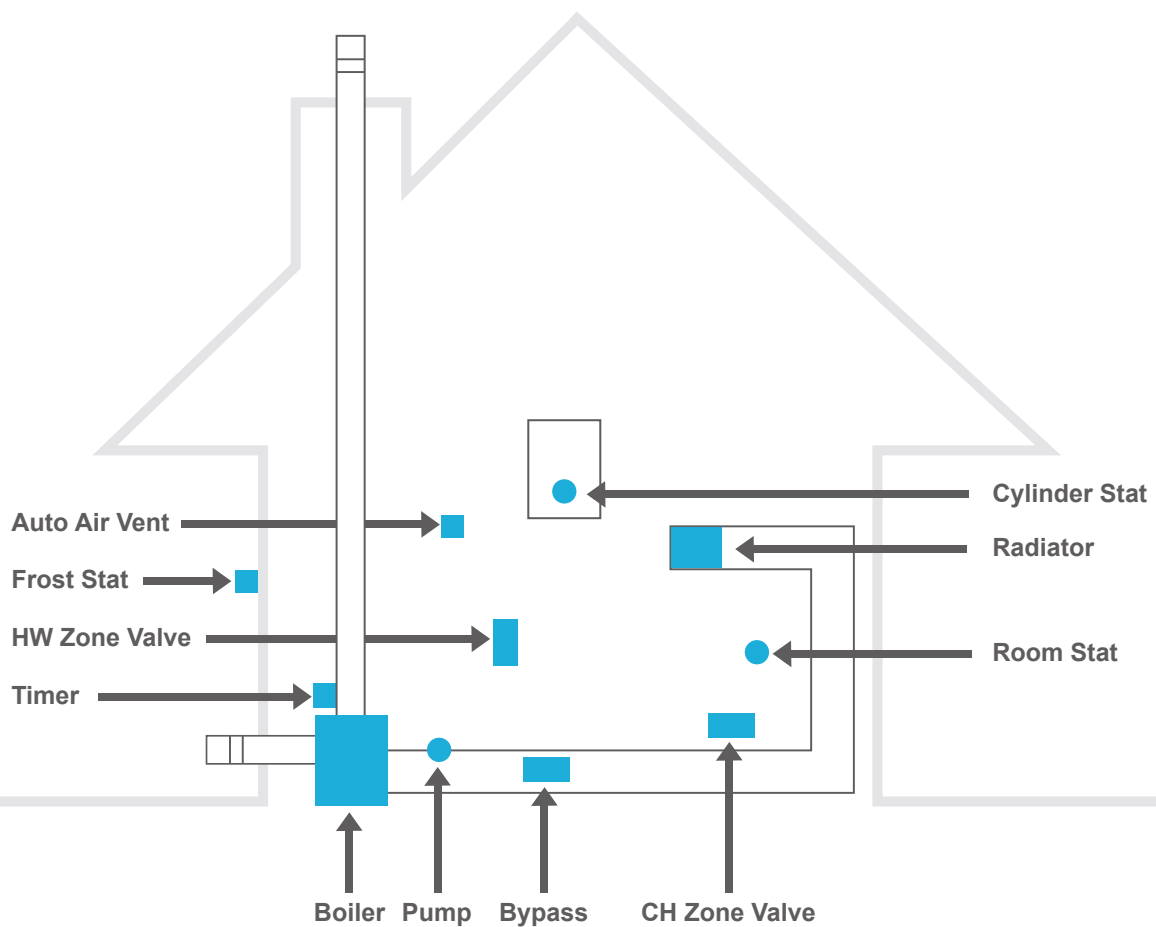 Auto Air Vent
Frost Stat
HW Zone Valve
Timer
Cylinder Stat
Radiator
Room Stat
Boiler
Pump
Bypass
CH Zone Valve